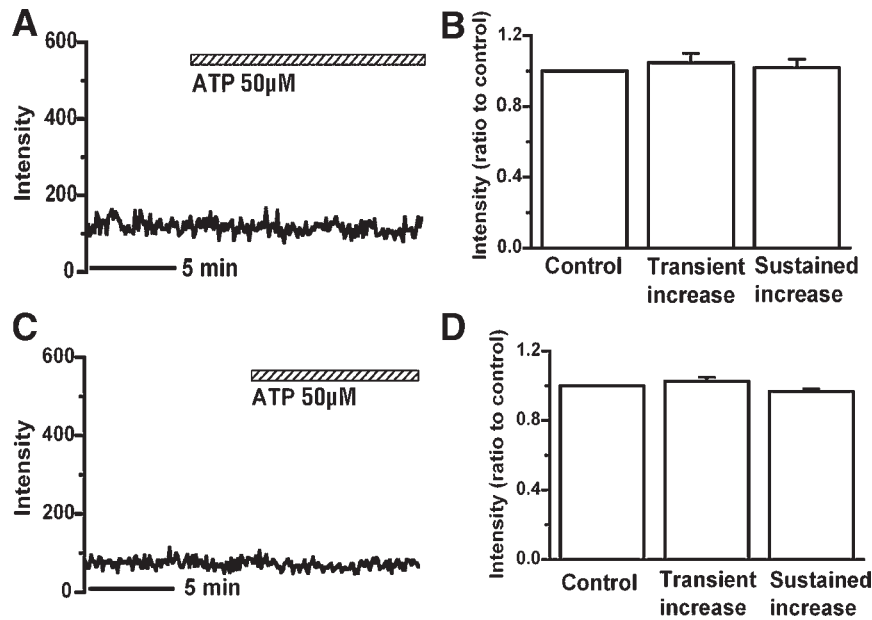 A
600
400
200
0
Intensity
ATP 50µM
5 min
B
1.2
0.8
0.4
0.0
Intensity (ratio to control)
Control
Transient increase
Sustained increase
C
600
400
200
0
Intensity
ATP 50µM
5 min
D
1.2
0.8
0.4
0.0
Intensity (ratio to control)
Control
Transient increase
Sustained increase